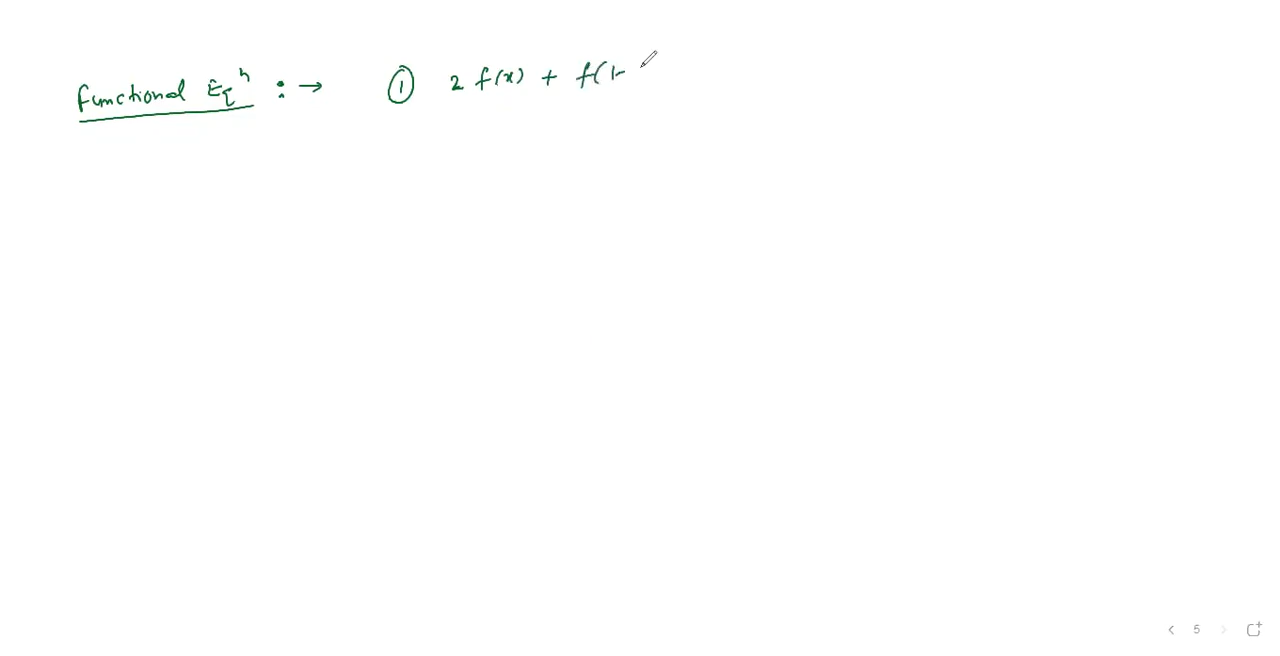 Functional Eqⁿ : → ① 2 f(x) + f(1-
5